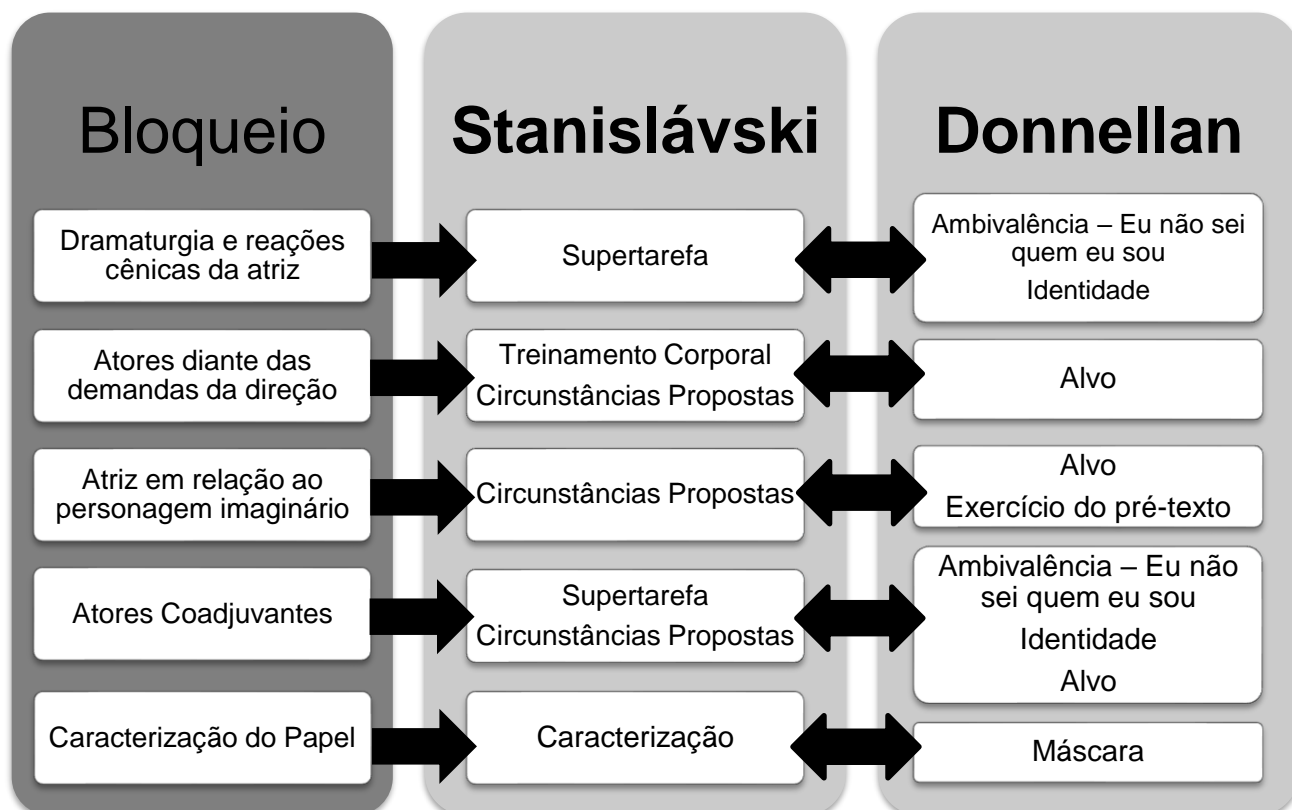 Bloqueio
Stanislávski
Donnellan
Dramaturgia e reações
cênicas da atriz
Supertarefa
Ambivalência – Eu não sei
quem eu sou
Identidade
Atores diante das
demandas da direção
Treinamento Corporal
Circunstâncias Propostas
Alvo
Atriz em relação ao
personagem imaginário
Circunstâncias Propostas
Alvo
Exercício do pré-texto
Atores Coadjuvantes
Supertarefa
Circunstâncias Propostas
Ambivalência – Eu não
sei quem eu sou
Identidade
Alvo
Caracterização do Papel
Caracterização
Máscara